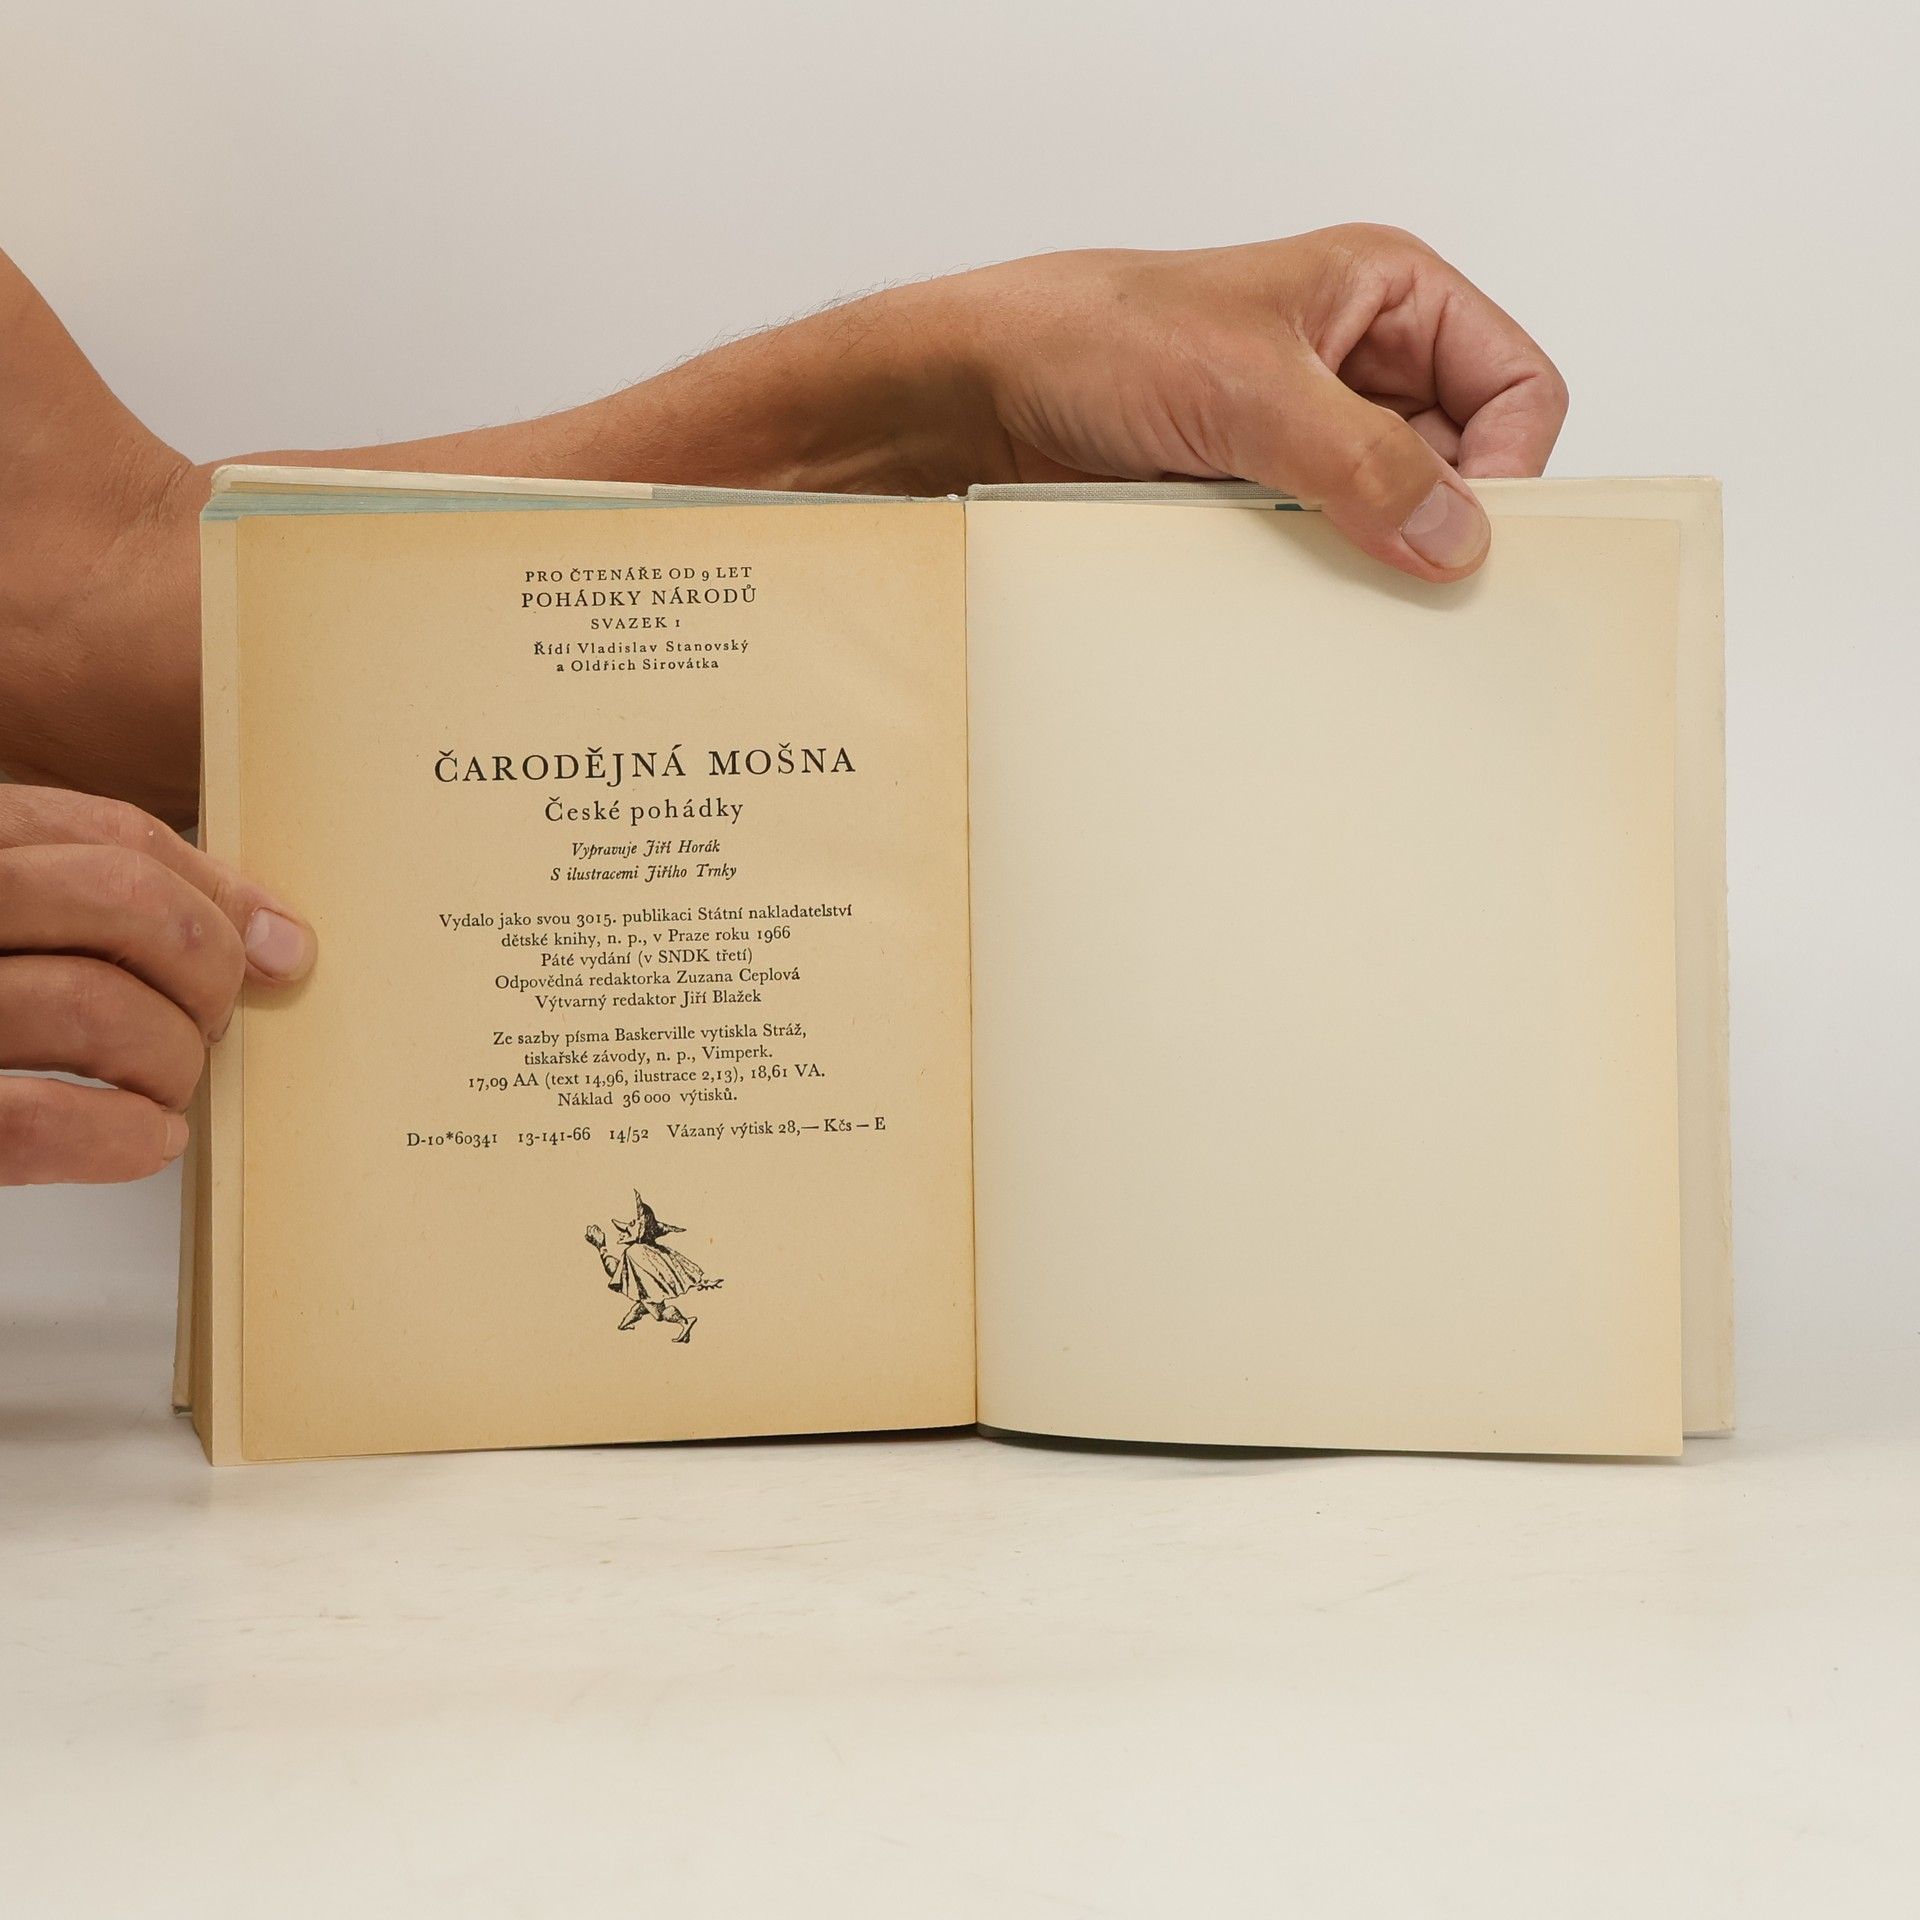 PRO ČTENÁŘE OD 9 LET
POHÁDKY NÁRODŮ
SVAZEK 1
Řídí Vladislav Stanovský
a Oldřich Sirovátka
ČARODĚJNÁ MOŠNA
České pohádky
Vypravuje Jiří Horák
S ilustracemi Jiřího Trnky
Vydalo jako svou 3015. publikaci Státní nakladatelství
dětské knihy, n. p., v Praze roku 1966
Páté vydání (v SNDK třetí)
Odpovědná redaktorka Zuzana Ceplová
Výtvarný redaktor Jiří Blažek
Ze sazby písma Baskerville vytiskla Stráž,
tiskařské závody, n. p., Vimperk.
17,09 AA (text 14,96, ilustrace 2,13), 18,61 VA.
Náklad 36 000 výtisků.
D-10*60341 13-141-66 14/52 Vázaný výtisk 28,— Kčs — E